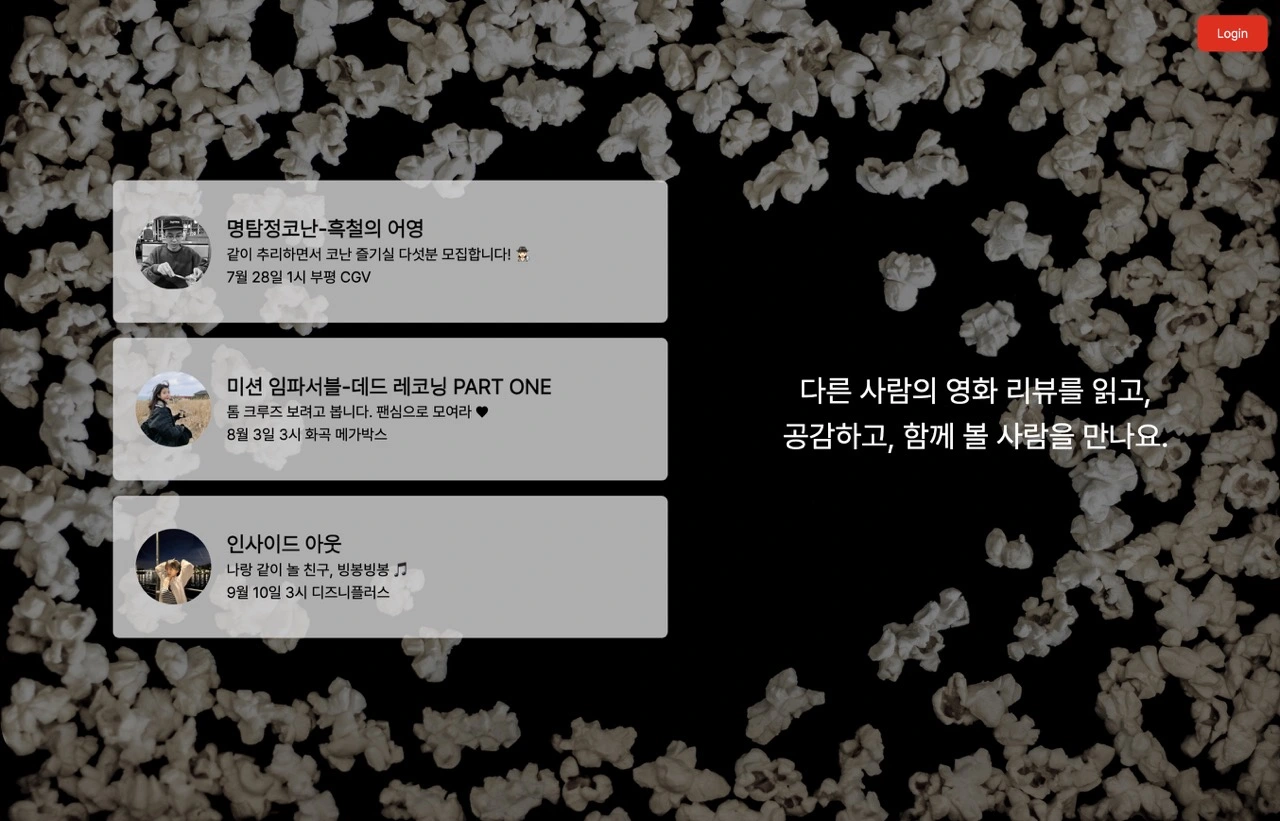 Login
명탐정코난-흑철의 어영
같이 추리하면서 코난 즐기실 다섯분 모집합니다! 🕵🏻
7월 28일 1시 부평 CGV
미션 임파서블-데드 레코닝 PART ONE
톰 크루즈 보려고 봅니다. 팬심으로 모여라 ♥
8월 3일 3시 화곡 메가박스
인사이드 아웃
나랑 같이 놀 친구, 빙봉빙봉 🎵
9월 10일 3시 디즈니플러스
다른 사람의 영화 리뷰를 읽고,
공감하고, 함께 볼 사람을 만나요.